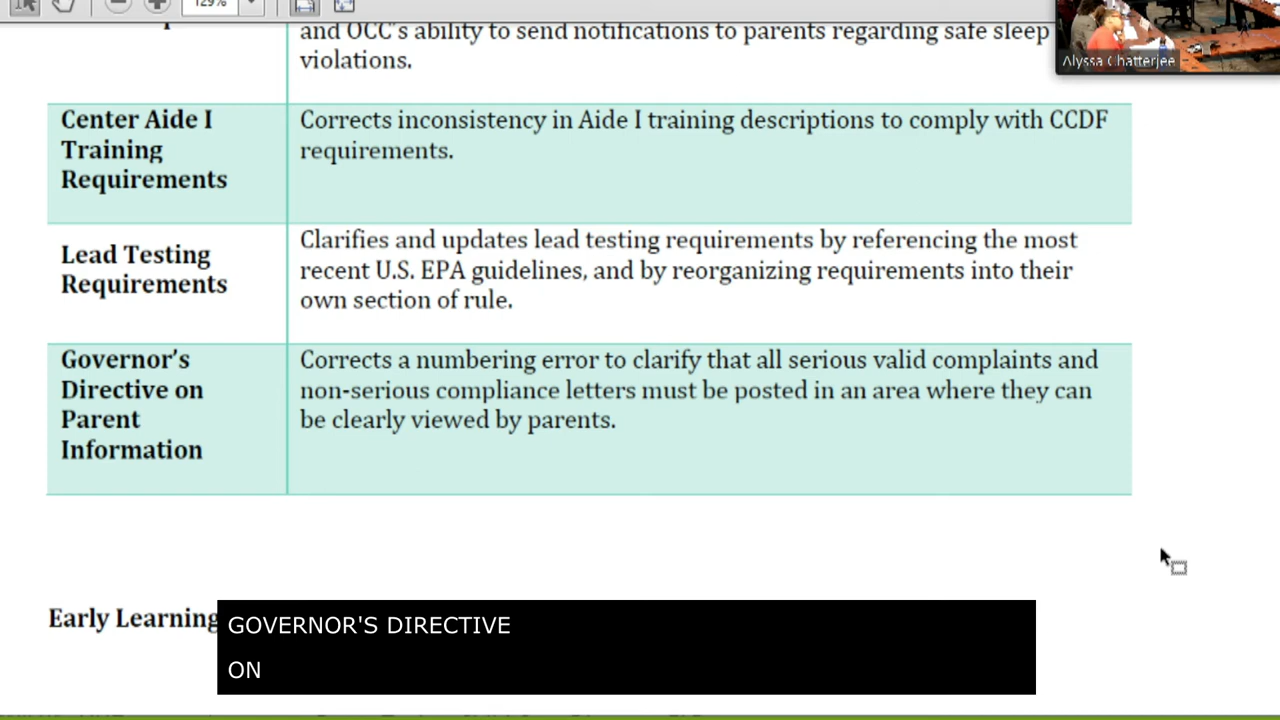 129%
and OCC's ability to send notifications to parents regarding safe sleep
violations.
Alyssa Chatterjee
Center Aide I
Training
Requirements
Corrects inconsistency in Aide I training descriptions to comply with CCDF
requirements.
Lead Testing
Requirements
Clarifies and updates lead testing requirements by referencing the most
recent U.S. EPA guidelines, and by reorganizing requirements into their
own section of rule.
Governor's
Directive on
Parent
Information
Corrects a numbering error to clarify that all serious valid complaints and
non-serious compliance letters must be posted in an area where they can
be clearly viewed by parents.
Early Learning
GOVERNOR'S DIRECTIVE
ON